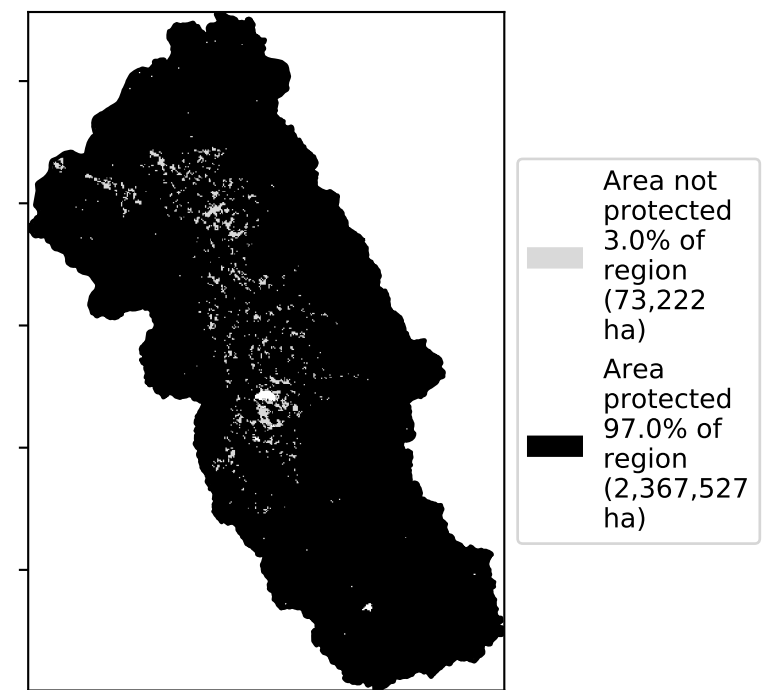 Area not
protected
3.0% of
region
(73,222
ha)
Area
protected
97.0% of
region
(2,367,527
ha)